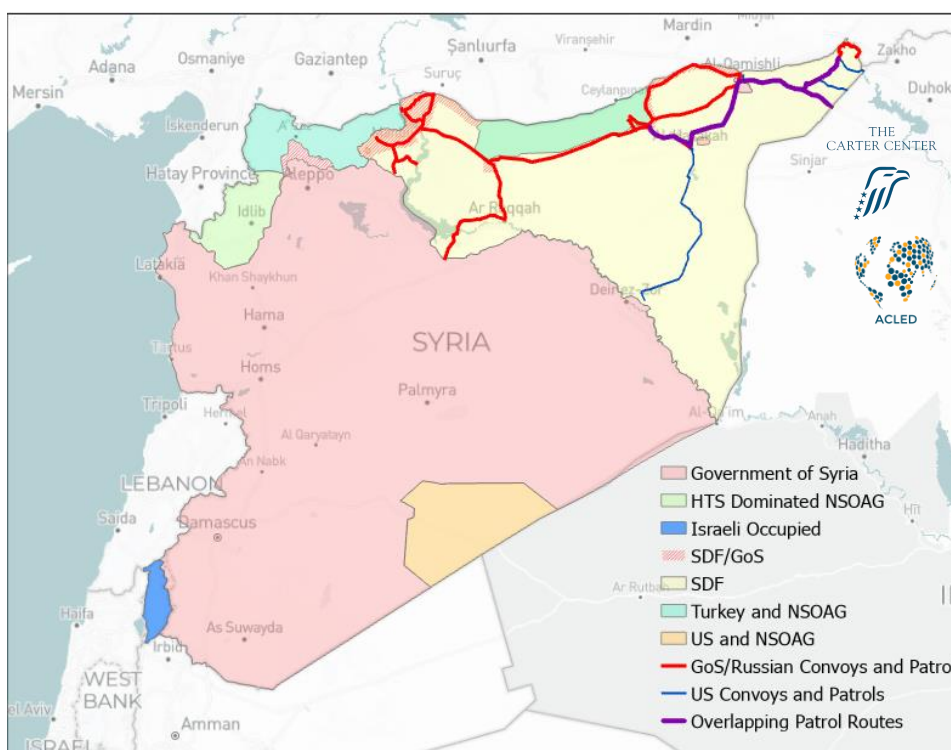 Mardin
Midyat
Osmaniye
Gaziantep
Şanlıurfa
Viranşehir
Al-Qamishli
Zakho
Adana
Suruç
Ceylanpınar
Duhok
Mersin
Iskenderun
THE
CARTER CENTER
Hatay Province
Aleppo
Sinjar
Idlib
Ar Raqqah
Latakia
Khan Shaykhun
Deir ez-Zor
ACLED
Hama
SYRIA
Tartus
Homs
Palmyra
Tripoli
Hermel
Al-Qa'im
Anah
Al Qaryatayn
Haditha
An Nabk
LEBANON
Saida
Damascus
Hīt
Ar Rutbah
Haifa
As Suwayda
Irbid
WEST
BANK
Tel Aviv
Amman
ISRAEL
Government of Syria
HTS Dominated NSOAG
Israeli Occupied
SDF/GoS
SDF
Turkey and NSOAG
US and NSOAG
GoS/Russian Convoys and Patro
US Convoys and Patrols
Overlapping Patrol Routes